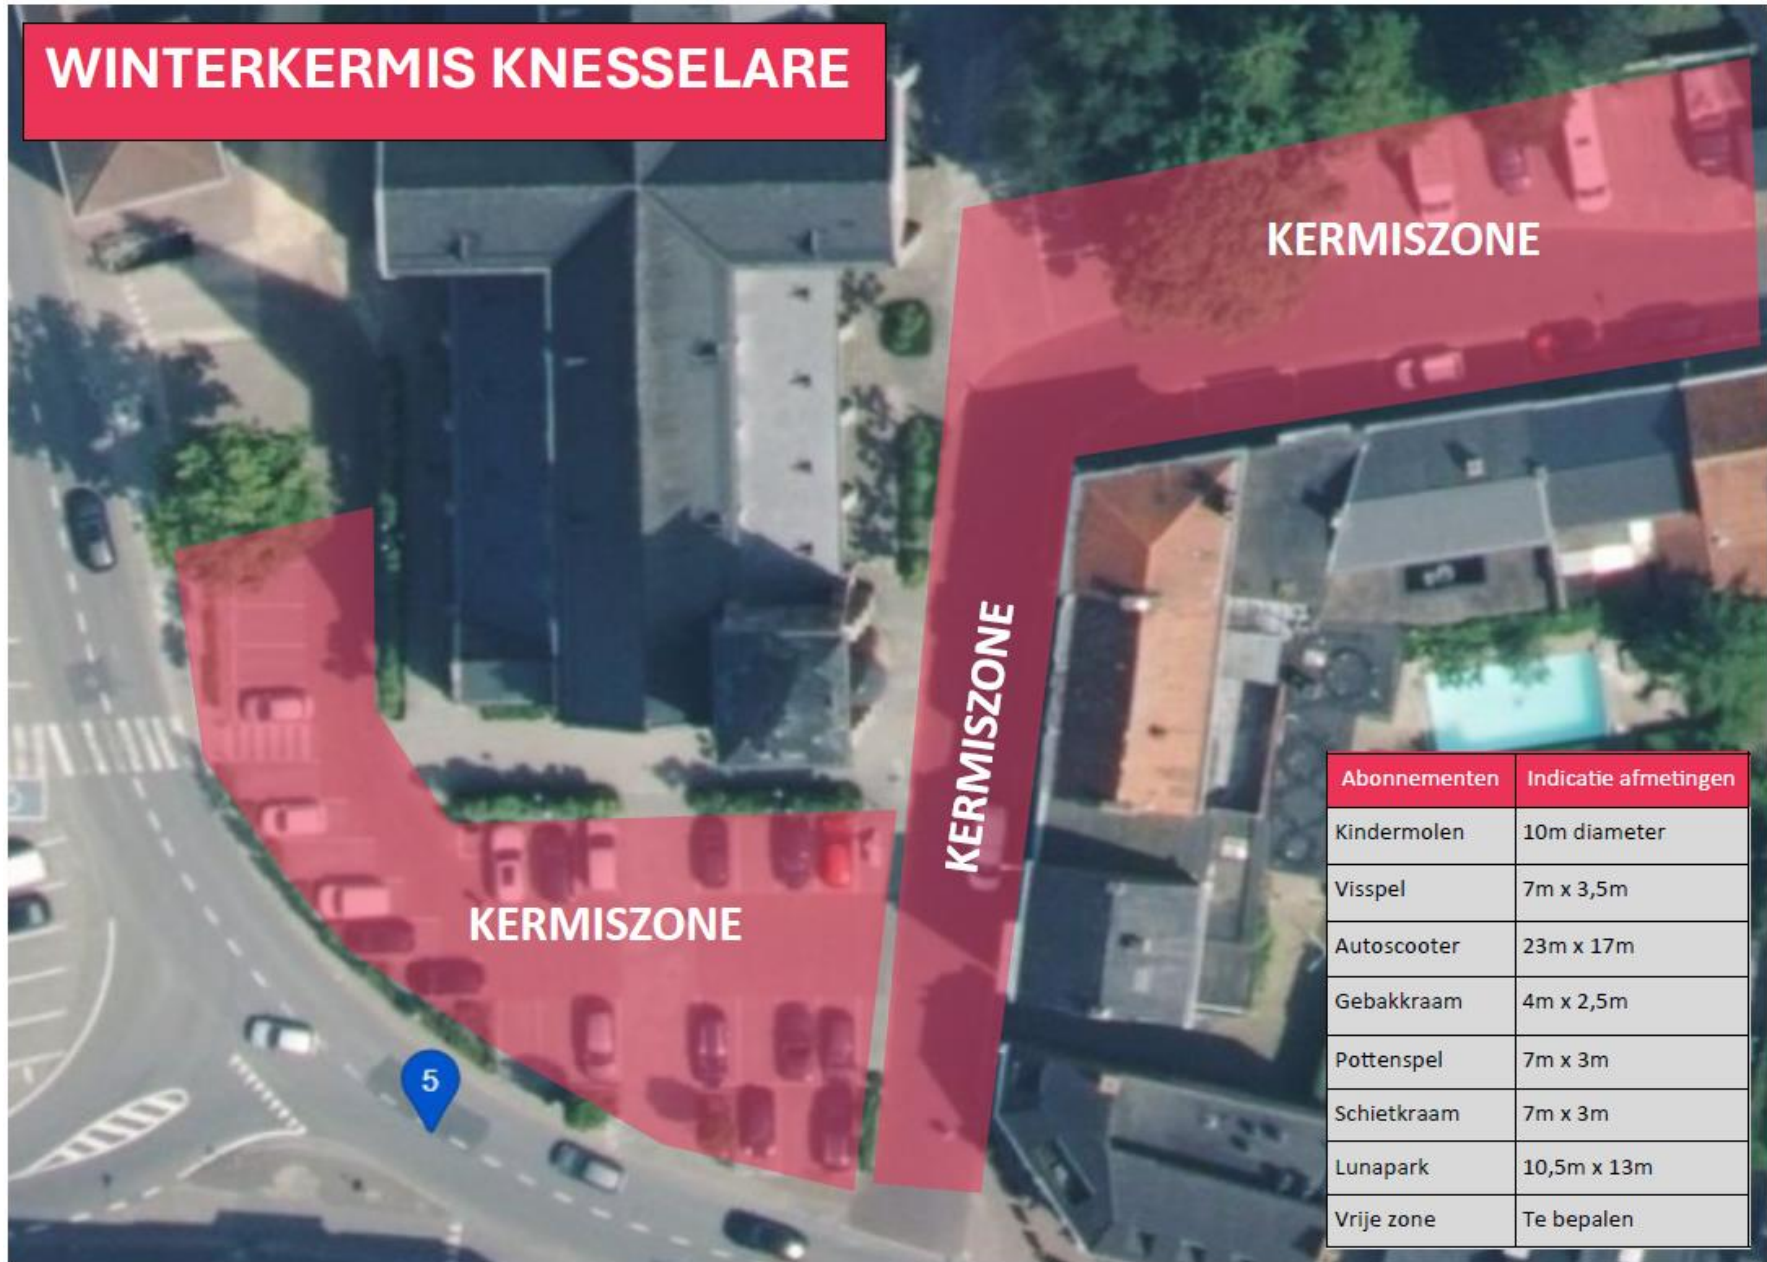 WINTERKERMIS KNESSELARE
KERMISZONE
KERMISZONE
KERMISZONE
5
Abonnementen Indicatie afmetingen
Kindermolen 10m diameter
Visspel 7m x 3,5m
Autoscooter 23m x 17m
Gebakkraam 4m x 2,5m
Pottenspel 7m x 3m
Schietkraam 7m x 3m
Lunapark 10,5m x 13m
Vrije zone Te bepalen